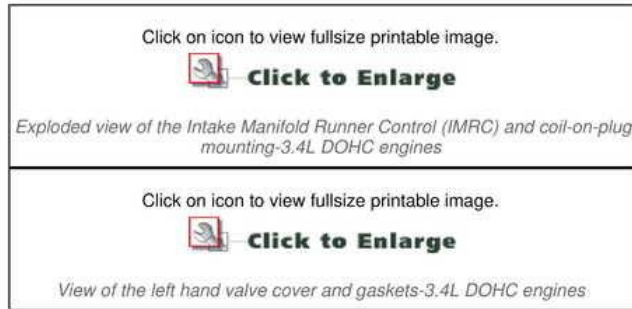 Click on icon to view fullsize printable image.
Click to Enlarge
Exploded view of the Intake Manifold Runner Control (IMRC) and coil-on-plug
mounting-3.4L DOHC engines
Click on icon to view fullsize printable image.
Click to Enlarge
View of the left hand valve cover and gaskets-3.4L DOHC engines